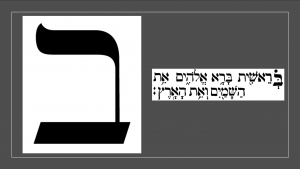 ב
בְּרֵאשִׁית בָּרָא אֱלֹהִים אֵת
הַשָּׁמַיִם וְאֵת הָאָרֶץ׃